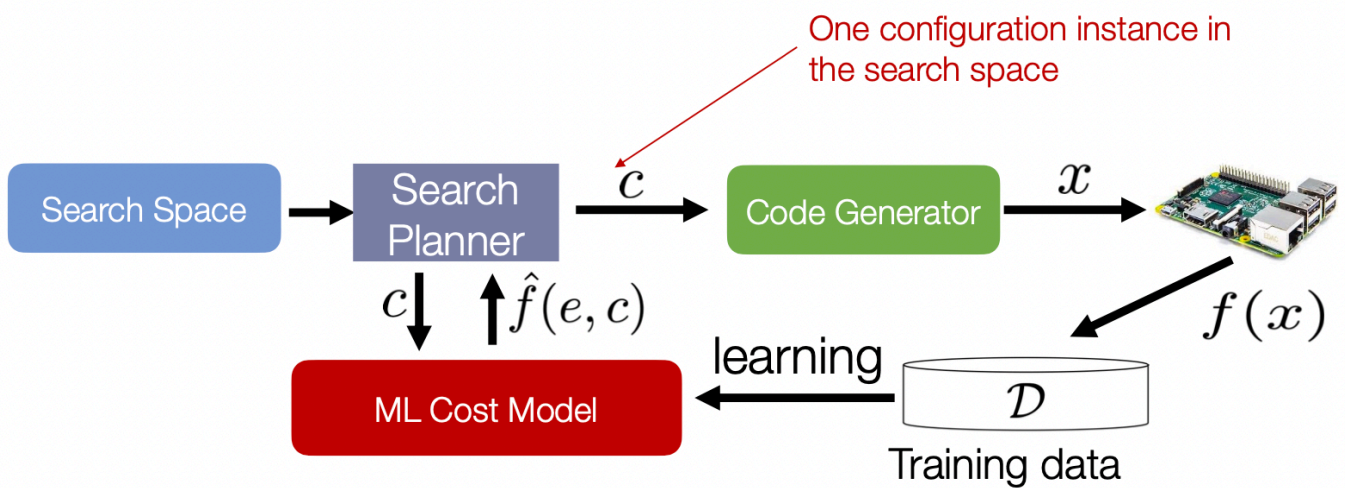 One configuration instance in
the search space
Search Space
Search
Planner
c
Code Generator
x
c
f̂(e, c)
f(x)
learning
ML Cost Model
𝒟
Training data